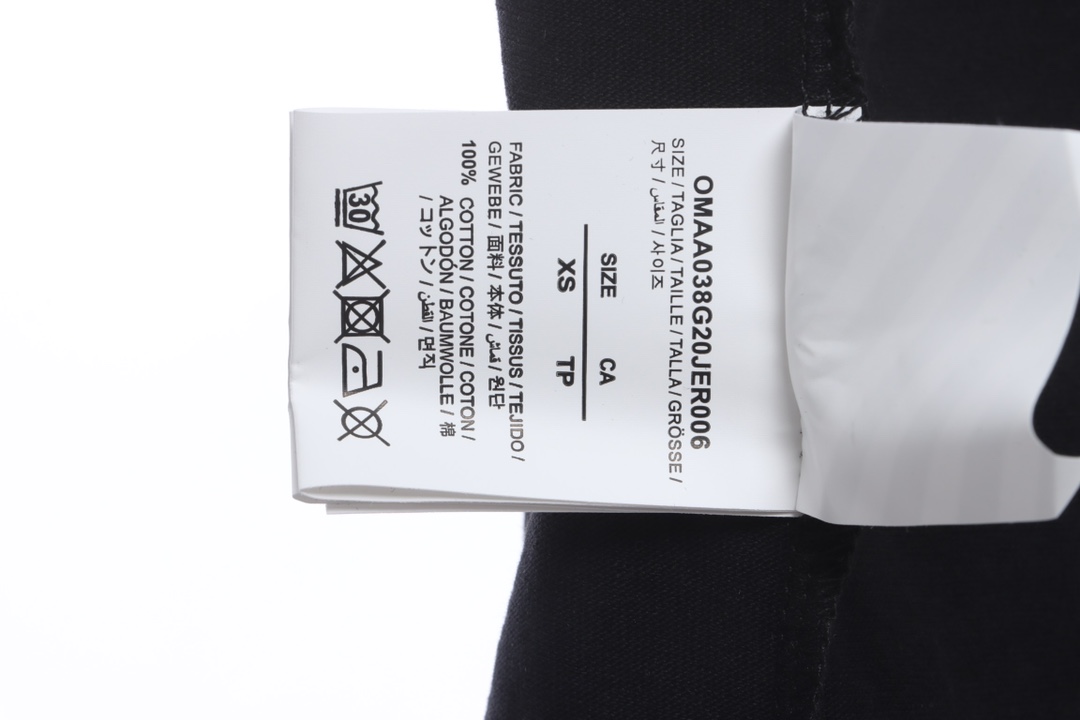 OMAA038G20JER006
SIZE / TAGLIA / TAILLE / TALLA / GRÖSSE /
尺寸 / المقاس / 사이즈
SIZE CA
XS TP
FABRIC / TESSUTO / TISSUS / TEJIDO /
GEWEBE / 面料 / 本体 / قماش / 원단
100% COTTON / COTONE / COTON /
ALGODÓN / BAUMWOLLE / 棉
/ コットン / القطن / 면직
30